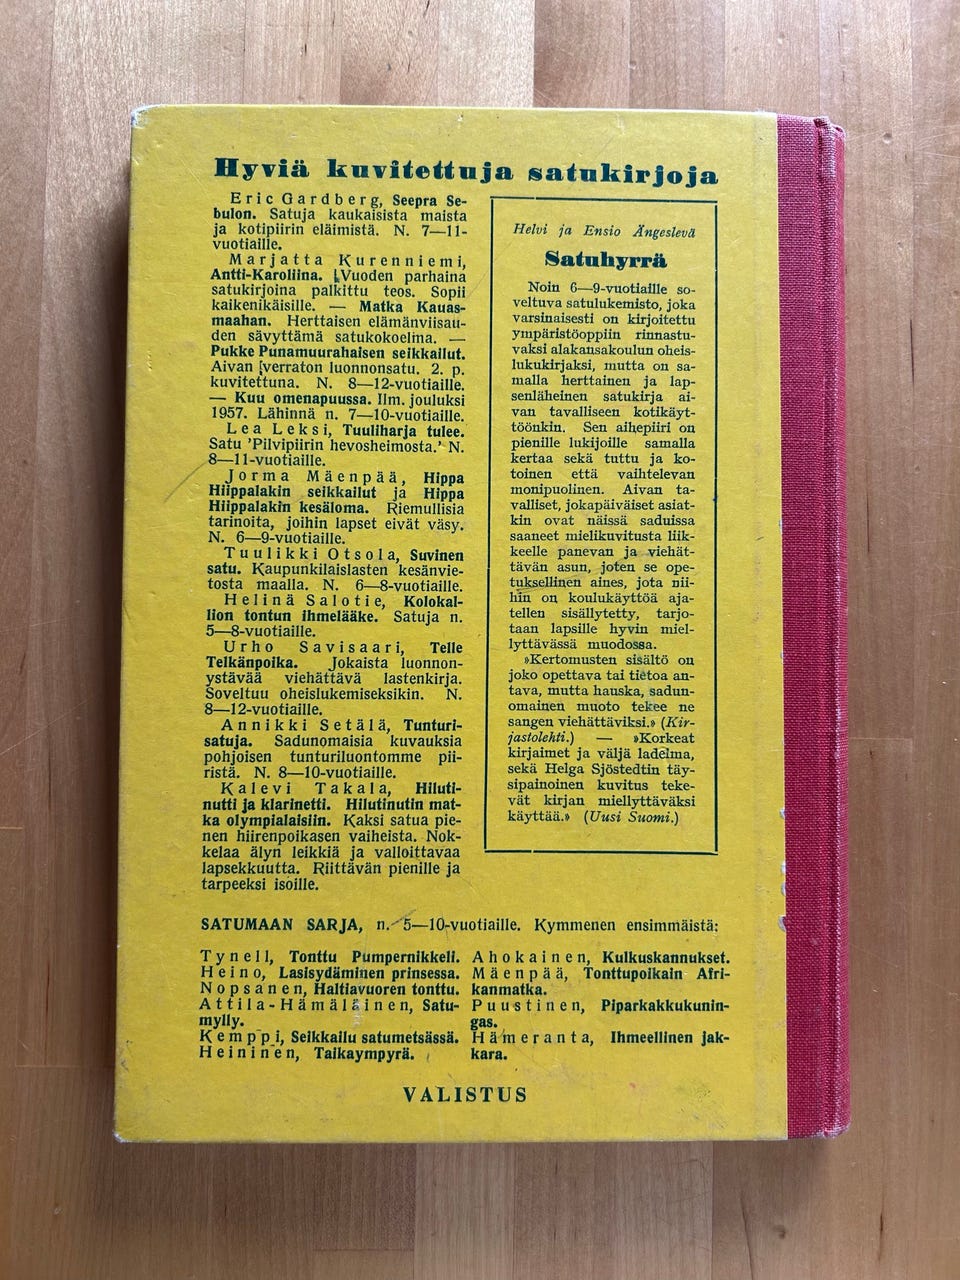 Hyviä kuvitettuja satukirjoja
Eric Gardberg, Seepra Se-
bulon. Satuja kaukaisista maista
ja kotipiirin eläimistä. N. 7—11-
vuotiaille.
Marjatta Kurenniemi,
Antti-Karoliina. Vuoden parhaina
satukirjoina palkittu teos. Sopii
kaikenikäisille. — Matka Kauas-
maahan. Herttaisen elämänviisau-
den sävyttämä satukokoelma. —
Pukke Punamuurahaisen seikkailut.
Aivan verraton luonnonsatu. 2. p.
kuvitettuna. N. 8—12-vuotiaille.
— Kuu omenapuussa. Ilm. jouluksi
1957. Lähinnä n. 7—10-vuotiaille.
Lea Leksi, Tuuliharja tulee.
Satu 'Pilvipiirin hevosheimosta.' N.
8—11-vuotiaille.
Jorma Mäenpää, Hippa
Hiippalakin seikkailut ja Hippa
Hiippalakin kesäloma. Riemullisia
tarinoita, joihin lapset eivät väsy.
N. 6—9-vuotiaille.
Tuulikki Otsola, Suvinen
satu. Kaupunkilaislasten kesänvie-
tosta maalla. N. 6—8-vuotiaille.
Helinä Salotie, Kolokal-
lion tontun ihmelääke. Satuja n.
5—8-vuotiaille.
Urho Savisaari, Telle
Telkänpoika. Jokaista luonnon-
ystävää viehättävä lastenkirja.
Soveltuu oheislukemiseksikin. N.
8—12-vuotiaille.
Annikki Setälä, Tunturi-
satuja. Sadunomaisia kuvauksia
pohjoisen tunturiluontomme pii-
ristä. N. 8—10-vuotiaille.
Kalevi Takala, Hiluti-
nutti ja klarinetti. Hilutinutin mat-
ka olympialaisiin. Kaksi satua pie-
nen hiirenpoikasen vaiheista. Nok-
kelaa älyn leikkiä ja valloittavaa
lapsekkuutta. Riittävän pienille ja
tarpeeksi isoille.
Helvi ja Ensio Ängeslevä
Satuhyrrä
Noin 6—9-vuotiaille so-
veltuva satulukemisto, joka
varsinaisesti on kirjoitettu
ympäristöoppiin rinnastu-
vaksi alakansakoulun oheis-
lukukirjaksi, mutta on sa-
malla herttainen ja lap-
senläheinen satukirja ai-
van tavalliseen kotikäyt-
töönkin. Sen aihepiiri on
pienille lukijoille samalla
kertaa sekä tuttu ja ko-
toinen että vaihtelevan
monipuolinen. Aivan ta-
valliset, jokapäiväiset asiat-
kin ovat näissä saduissa
saaneet mielikuvitusta liik-
keelle panevan ja viehät-
tävän asun, joten se ope-
tuksellinen aines, jota nii-
hin on koulukäyttöä aja-
tellen sisällytetty, tarjo-
taan lapsille hyvin miel-
lyttävässä muodossa.
»Kertomusten sisältö on
joko opettava tai tietoa an-
tava, mutta hauska, sadun-
omainen muoto tekee ne
sangen viehättäviksi.» (Kir-
jastolehti.) — »Korkeat
kirjaimet ja väljä ladelma,
sekä Helga Sjöstedtin täy-
sipainoinen kuvitus teke-
vät kirjan miellyttäväksi
käyttää.» (Uusi Suomi.)
SATUMAAN SARJA, n. 5—10-vuotiaille. Kymmenen ensimmäistä:
Tynell, Tonttu Pumpernikkeli.
Heino, Lasisydäminen prinsessa.
Nopsanen, Haltiavuoren tonttu.
Attila-Hämäläinen, Satu-
mylly.
Kemppi, Seikkailu satumetsässä.
Heininen, Taikaympyrä.
Ahokainen, Kulkuskannukset.
Mäenpää, Tonttupoikain Afri-
kanmatka.
Puustinen, Piparkakkukunin-
gas.
Hämeranta, Ihmeellinen jak-
kara.
VALISTUS